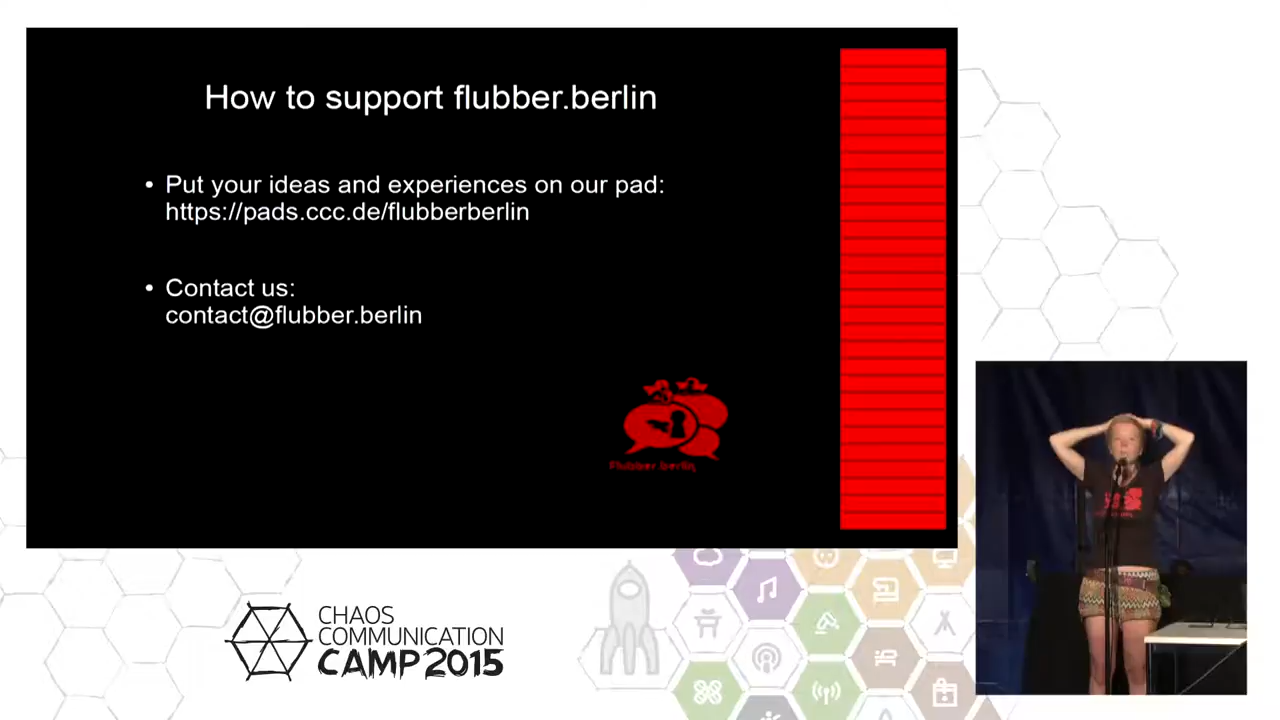 How to support flubber.berlin
• Put your ideas and experiences on our pad:
https://pads.ccc.de/flubberberlin
• Contact us:
contact@flubber.berlin
Flubber.berlin
CHAOS
COMMUNICATION
CAMP 2015